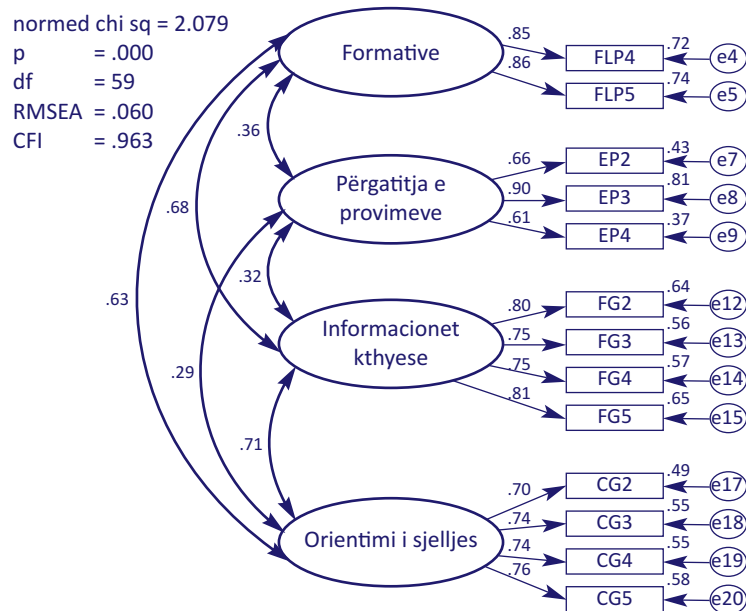 normed chi sq = 2.079
p = .000
df = 59
RMSEA = .060
CFI = .963
Formative
.85
.86
FLP4
.72
e4
FLP5
.74
e5
.36
.68
.63
Përgatitja e
provimeve
.66
.90
.61
EP2
.43
e7
EP3
.81
e8
EP4
.37
e9
.32
.29
Informacionet
kthyese
.80
.75
.75
.81
FG2
.64
e12
FG3
.56
e13
FG4
.57
e14
FG5
.65
e15
.71
Orientimi i sjelljes
.70
.74
.74
.76
CG2
.49
e17
CG3
.55
e18
CG4
.55
e19
CG5
.58
e20